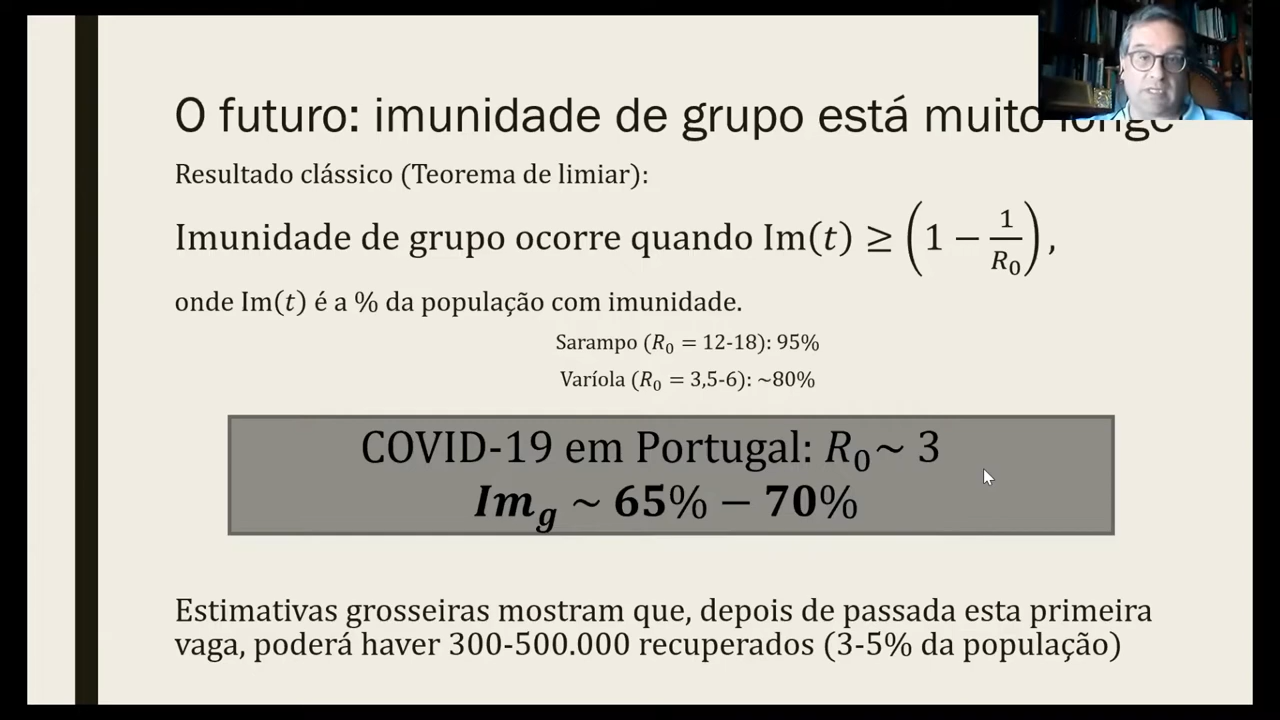 O futuro: imunidade de grupo está muito
Resultado clássico (Teorema de limiar):
Imunidade de grupo ocorre quando Im(t) ≥ (1 − 1/R₀),
onde Im(t) é a % da população com imunidade.
Sarampo (R₀ = 12-18): 95%
Varíola (R₀ = 3,5-6): ~80%
COVID-19 em Portugal: R₀~ 3
Im_g ~ 65% − 70%
Estimativas grosseiras mostram que, depois de passada esta primeira
vaga, poderá haver 300-500.000 recuperados (3-5% da população)